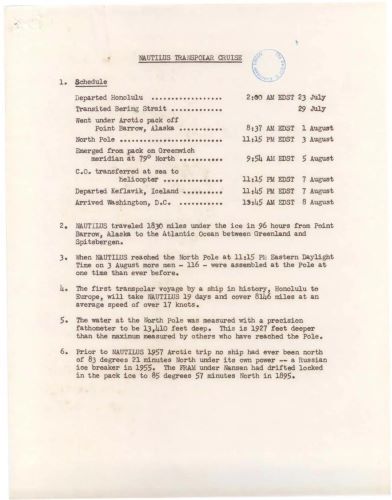 NAUTILUS TRANSPOLAR CRUISE
1. Schedule
Departed Honolulu ................. 2:00 AM EDST 23 July
Transited Bering Strait ............ 29 July
Went under Arctic pack off
Point Barrow, Alaska .............. 8:37 AM EDST 1 August
North Pole ........................ 11:15 PM EDST 3 August
Emerged from pack on Greenwich
meridian at 79° North ........... 9:54 AM EDST 5 August
C.O. transferred at sea to
helicopter ............... 11:15 PM EDST 7 August
Departed Keflavik, Iceland ......... 11:45 PM EDST 7 August
Arrived Washington, D.C. ........... AM EDST 8 August
2. NAUTILUS traveled 1830 miles under the ice in 96 hours from Point
Barrow, Alaska to the Atlantic Ocean between Greenland and
Spitsbergen.
3. When NAUTILUS reached the North Pole at 11:15 PM Eastern Daylight
Time on 3 August more men - 116 - were assembled at the Pole at
one time than ever before.
4. The first transpolar voyage by a ship in history, Honolulu to
Europe, will take NAUTILUS 19 days and cover 8146 miles at an
average speed of over 17 knots.
5. The water at the North Pole was measured with a precision
fathometer to be 13,410 feet deep. This is 1927 feet deeper
than the maximum measured by others who have reached the Pole.
6. Prior to NAUTILUS 1957 Arctic trip no ship had ever been north
of 83 degrees 21 minutes North under its own power -- a Russian
ice breaker in 1955. The FRAM under Nansen had drifted locked
in the pack ice to 85 degrees 57 minutes North in 1895.